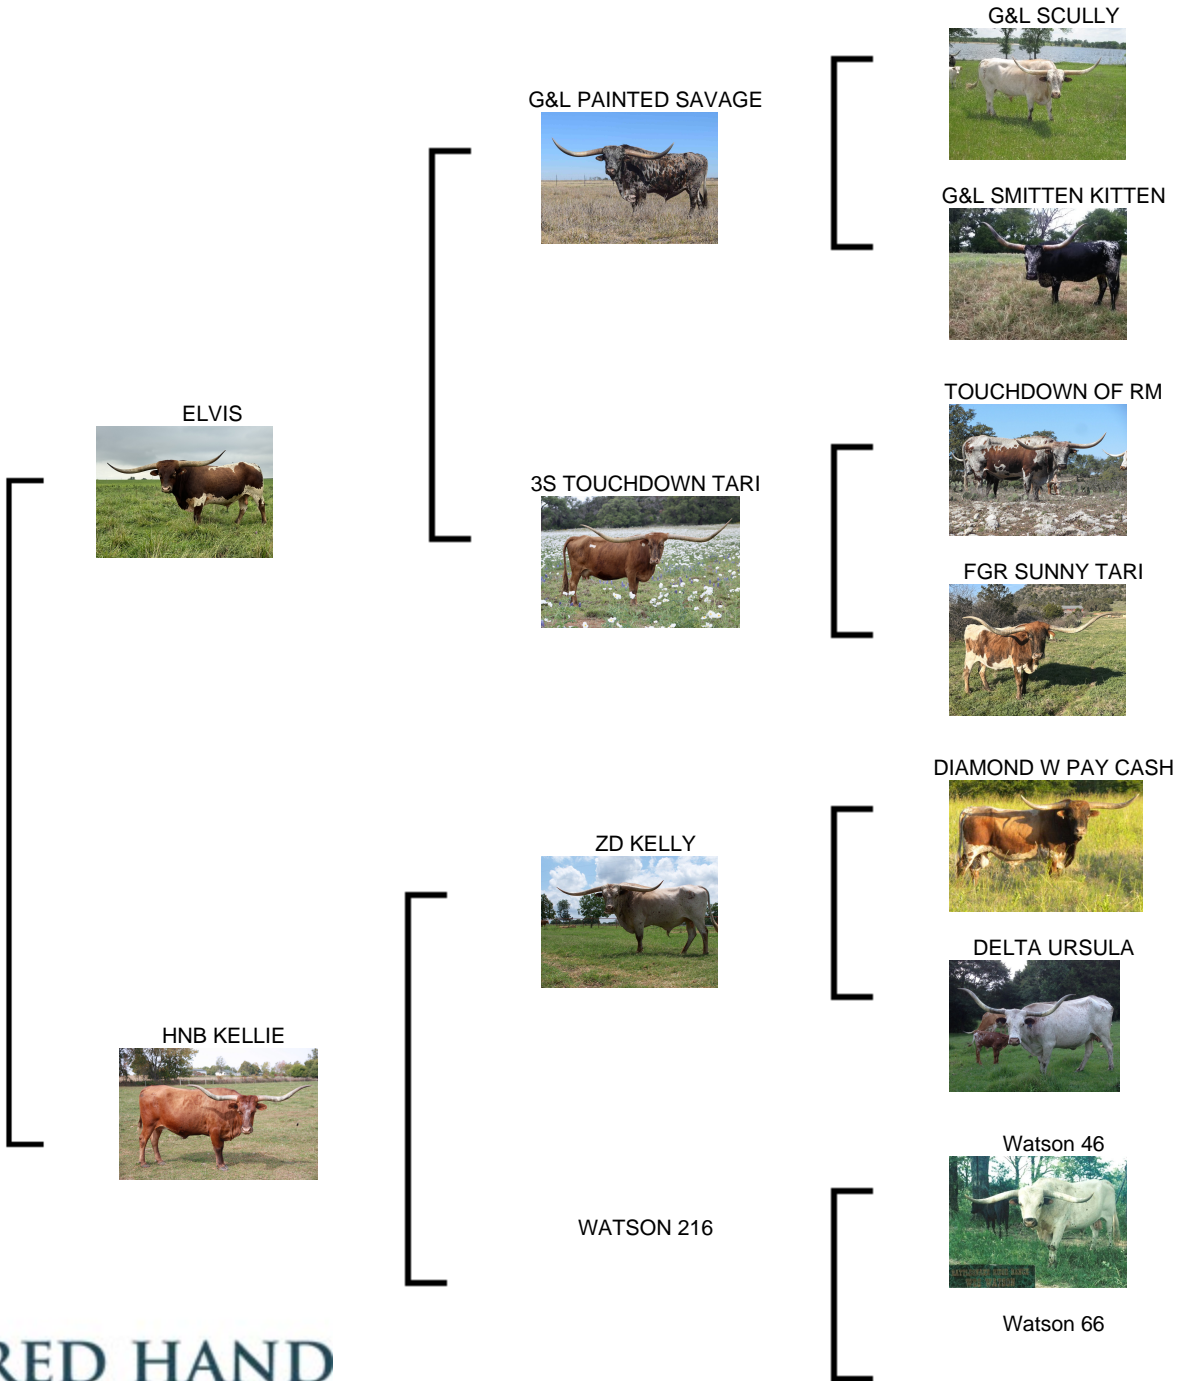 G&L SCULLY
G&L PAINTED SAVAGE
G&L SMITTEN KITTEN
ELVIS
TOUCHDOWN OF RM
3S TOUCHDOWN TARI
FGR SUNNY TARI
DIAMOND W PAY CASH
ZD KELLY
DELTA URSULA
HNB KELLIE
Watson 46
WATSON 216
Watson 66
RED HAND